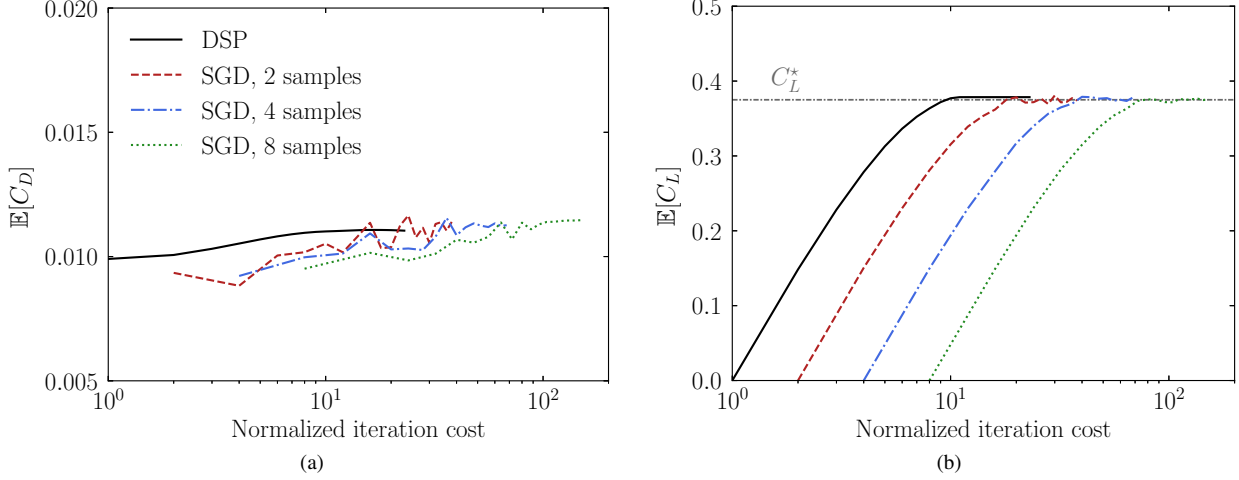 0.020
0.015
0.010
0.005
𝔼[C_D]
DSP
SGD, 2 samples
SGD, 4 samples
SGD, 8 samples
10^0
10^1
10^2
Normalized iteration cost
(a)
0.5
0.4
0.3
0.2
0.1
0.0
𝔼[C_L]
C_L^⋆
10^0
10^1
10^2
Normalized iteration cost
(b)